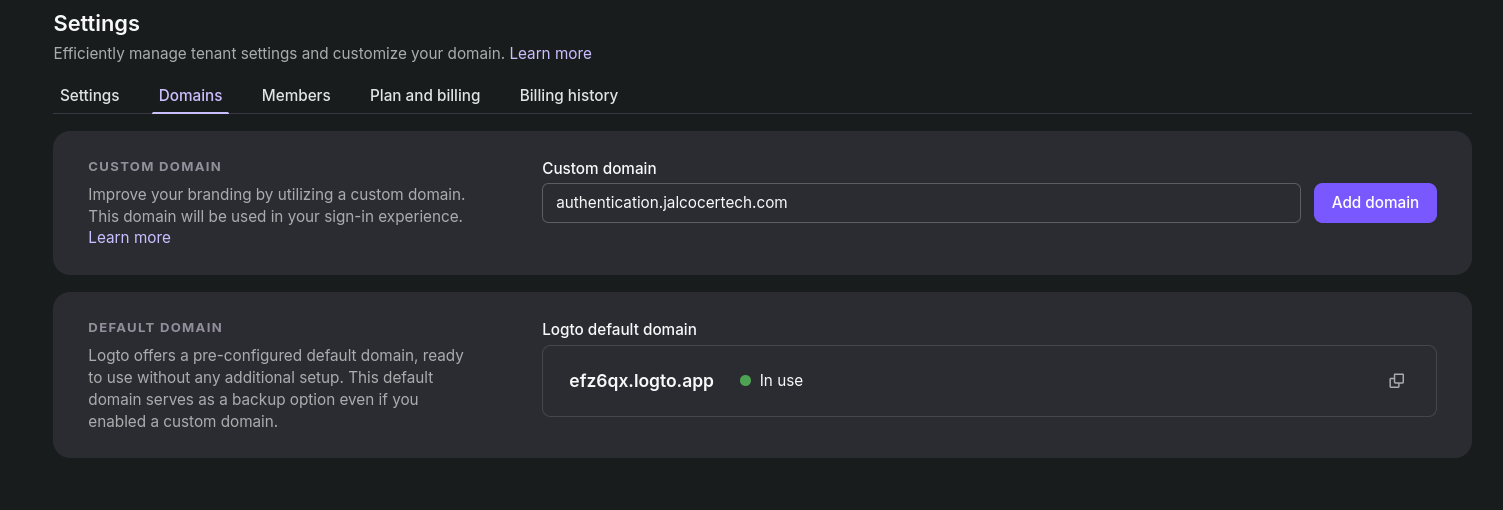 Settings
Efficiently manage tenant settings and customize your domain. Learn more
Settings Domains Members Plan and billing Billing history
CUSTOM DOMAIN
Improve your branding by utilizing a custom domain.
This domain will be used in your sign-in experience.
Learn more
Custom domain
authentication.jalcocertech.com Add domain
DEFAULT DOMAIN
Logto offers a pre-configured default domain, ready
to use without any additional setup. This default
domain serves as a backup option even if you
enabled a custom domain.
Logto default domain
efz6qx.logto.app In use